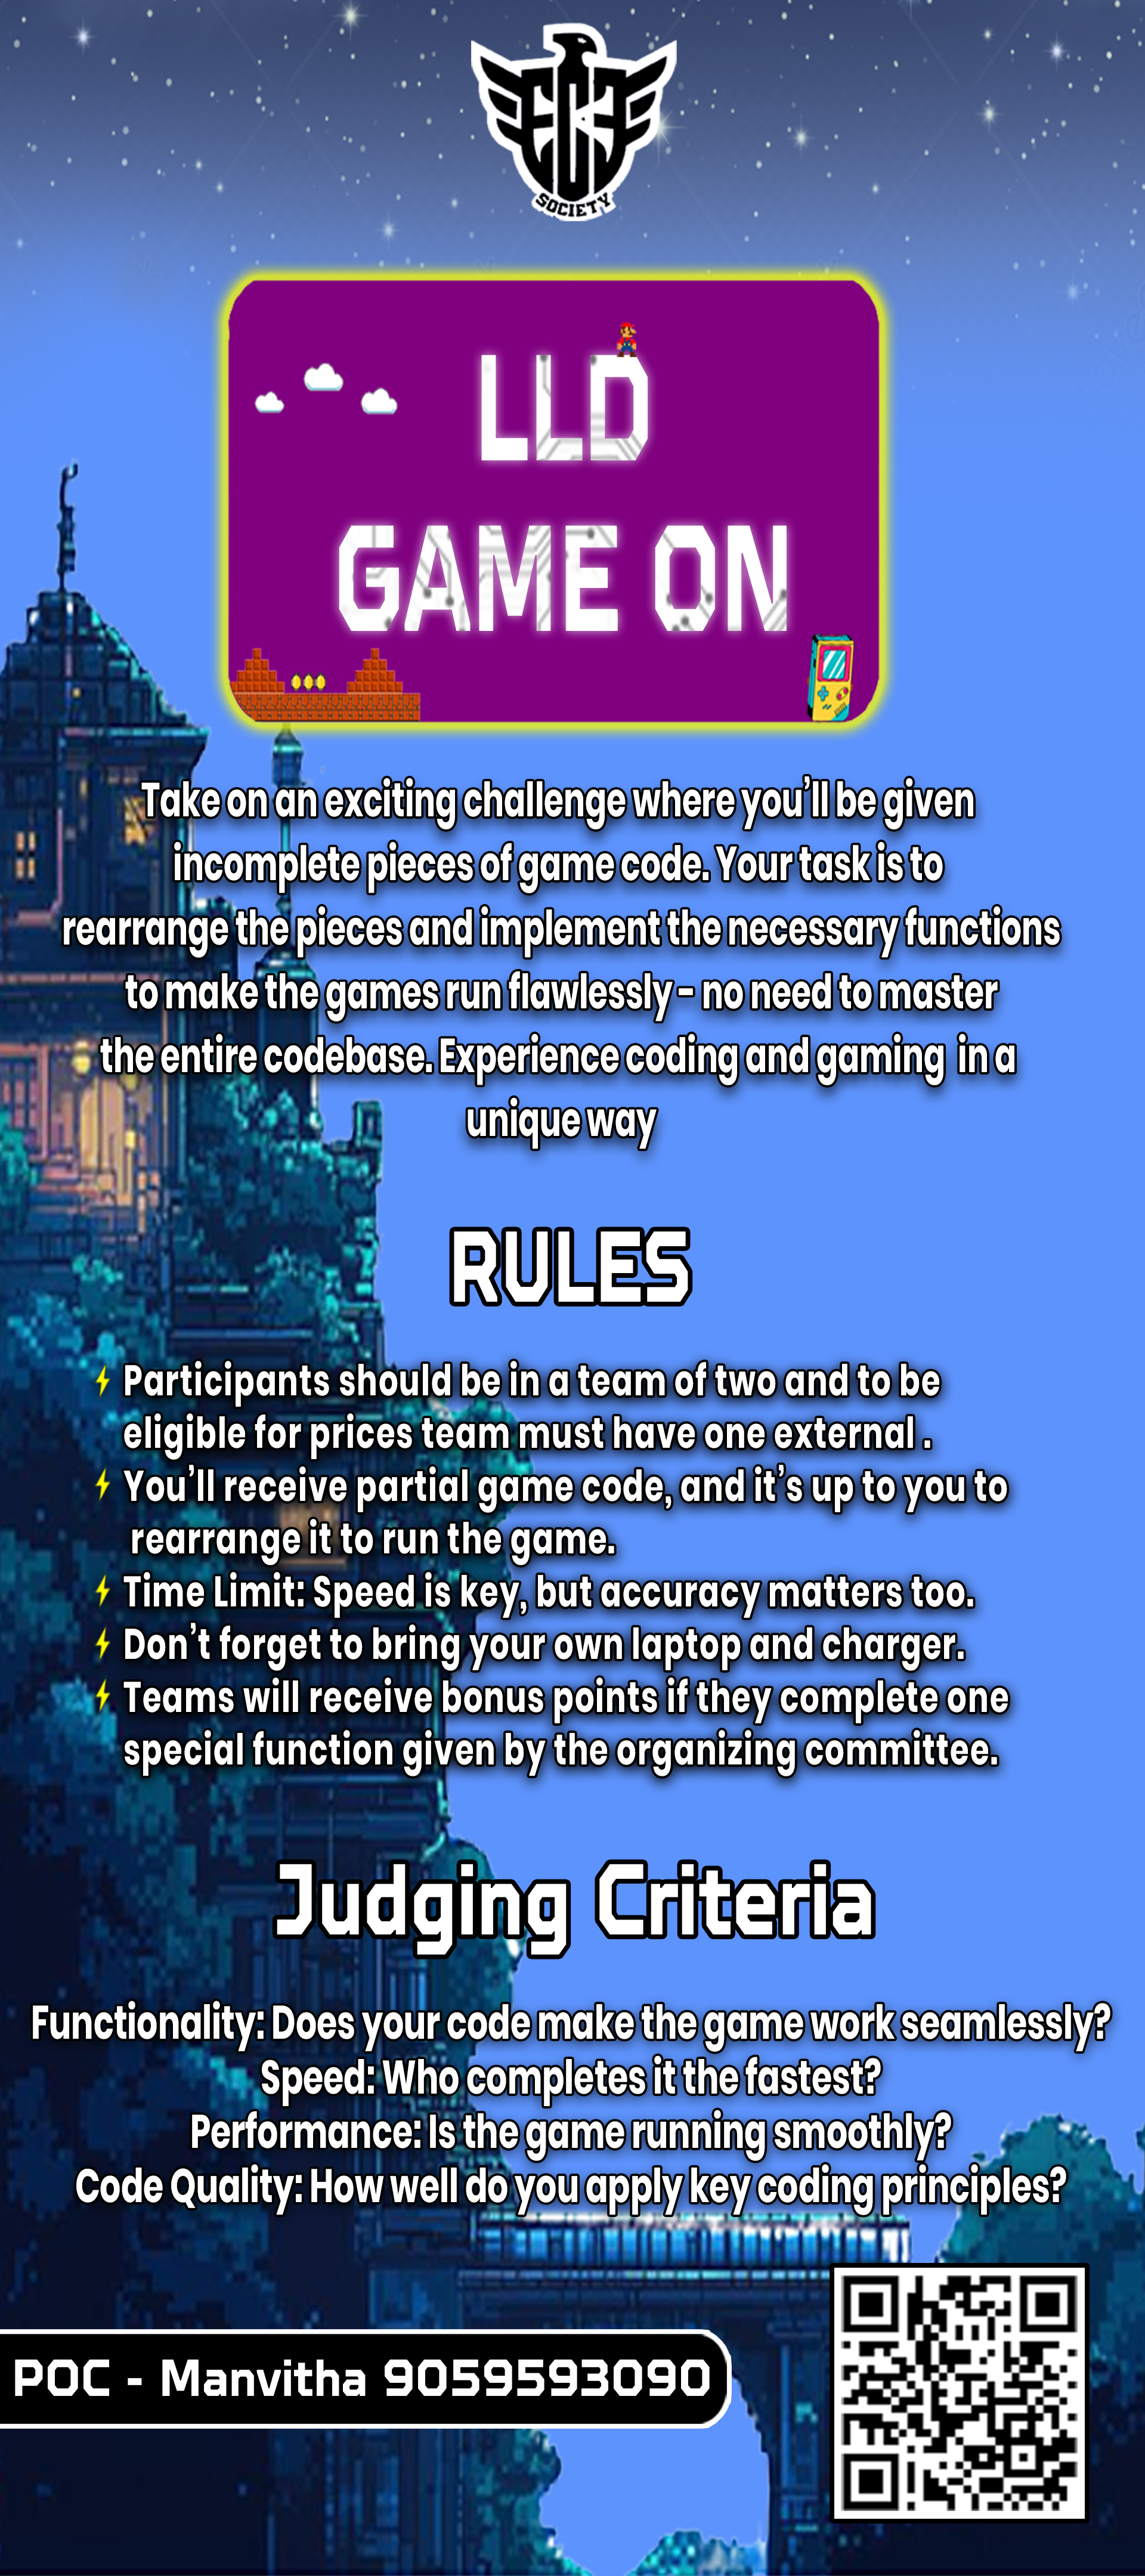 ECE
SOCIETY
LLD
GAME ON
Take on an exciting challenge where you'll be given
incomplete pieces of game code. Your task is to
rearrange the pieces and implement the necessary functions
to make the games run flawlessly - no need to master
the entire codebase. Experience coding and gaming in a
unique way
RULES
Participants should be in a team of two and to be
eligible for prices team must have one external .
You'll receive partial game code, and it's up to you to
rearrange it to run the game.
Time Limit: Speed is key, but accuracy matters too.
Don't forget to bring your own laptop and charger.
Teams will receive bonus points if they complete one
special function given by the organizing committee.
Judging Criteria
Functionality: Does your code make the game work seamlessly?
Speed: Who completes it the fastest?
Performance: Is the game running smoothly?
Code Quality: How well do you apply key coding principles?
POC - Manvitha 9059593090